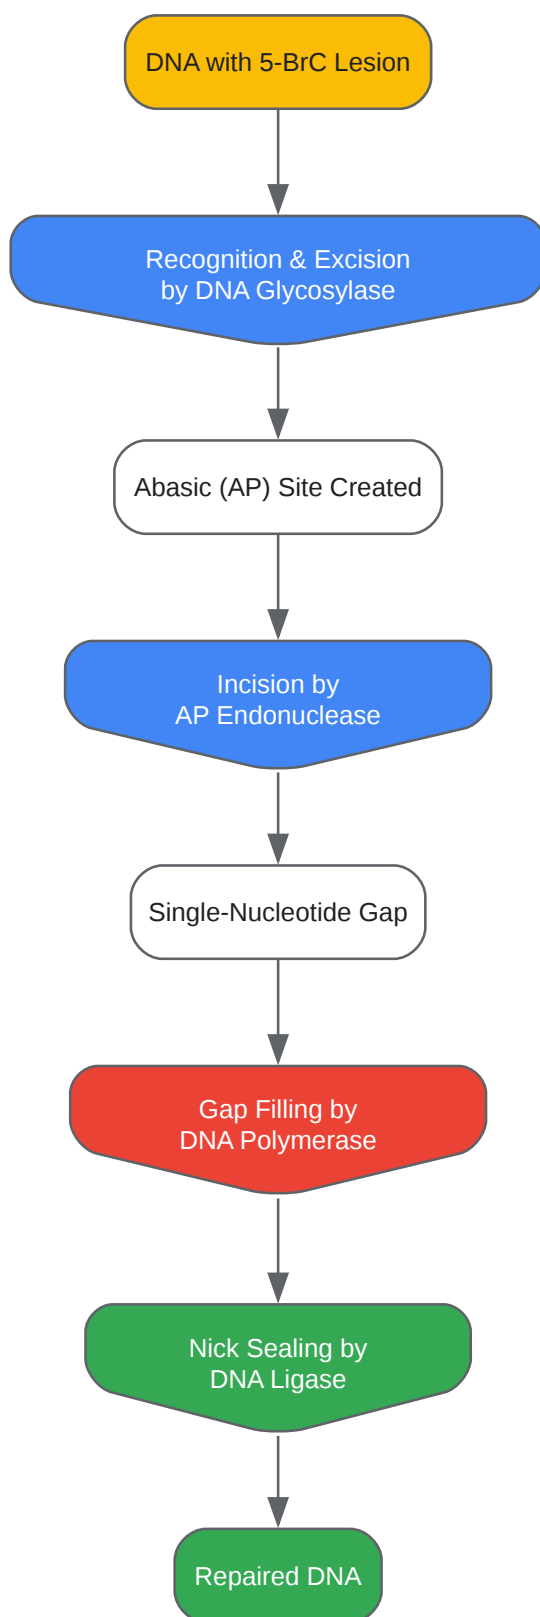 DNA with 5-BrC Lesion
Recognition & Excision
by DNA Glycosylase
Abasic (AP) Site Created
Incision by
AP Endonuclease
Single-Nucleotide Gap
Gap Filling by
DNA Polymerase
Nick Sealing by
DNA Ligase
Repaired DNA